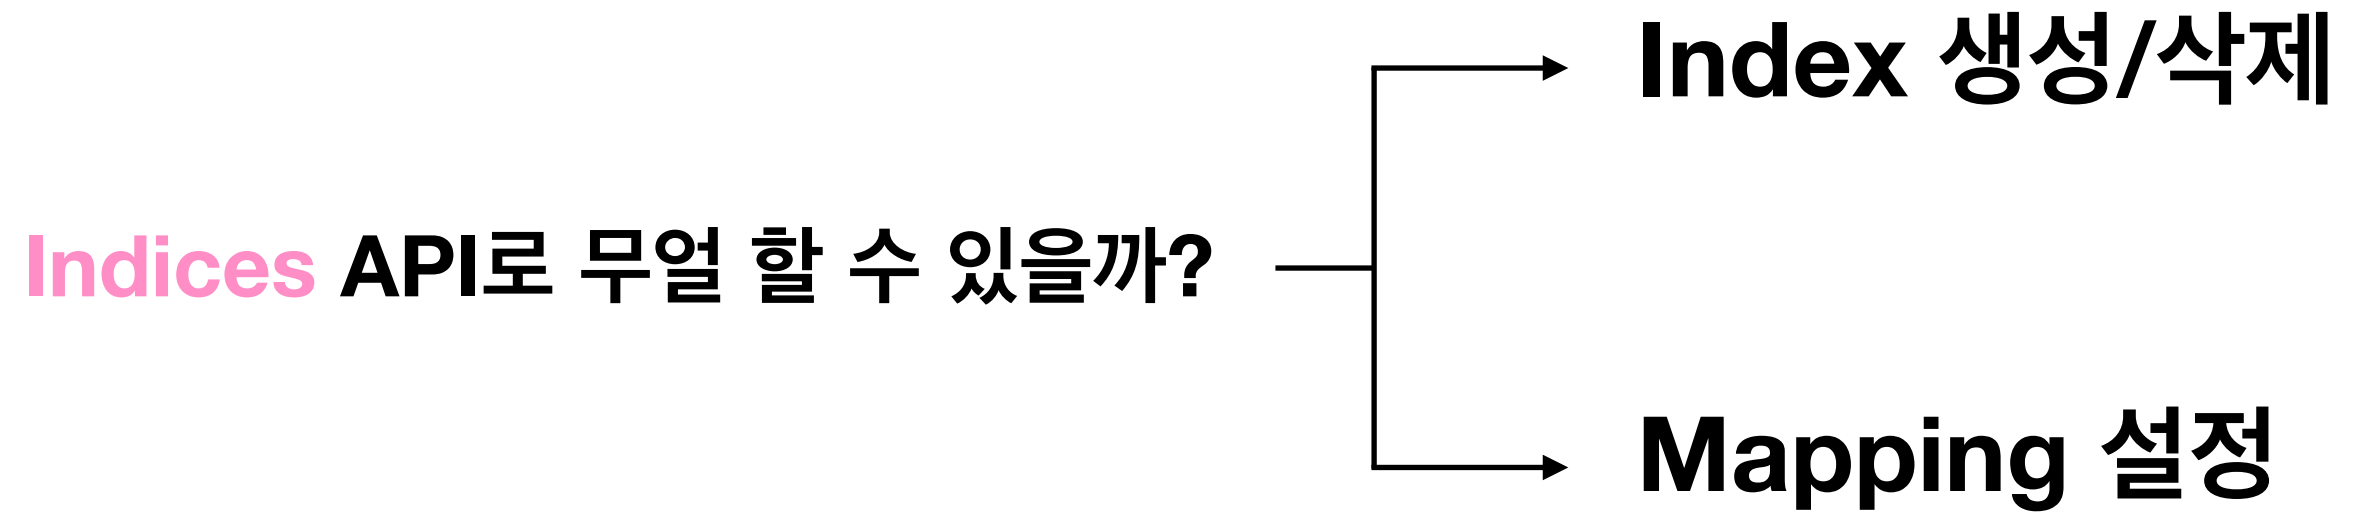 Index 생성/삭제
Indices API로 무얼 할 수 있을까?
Mapping 설정